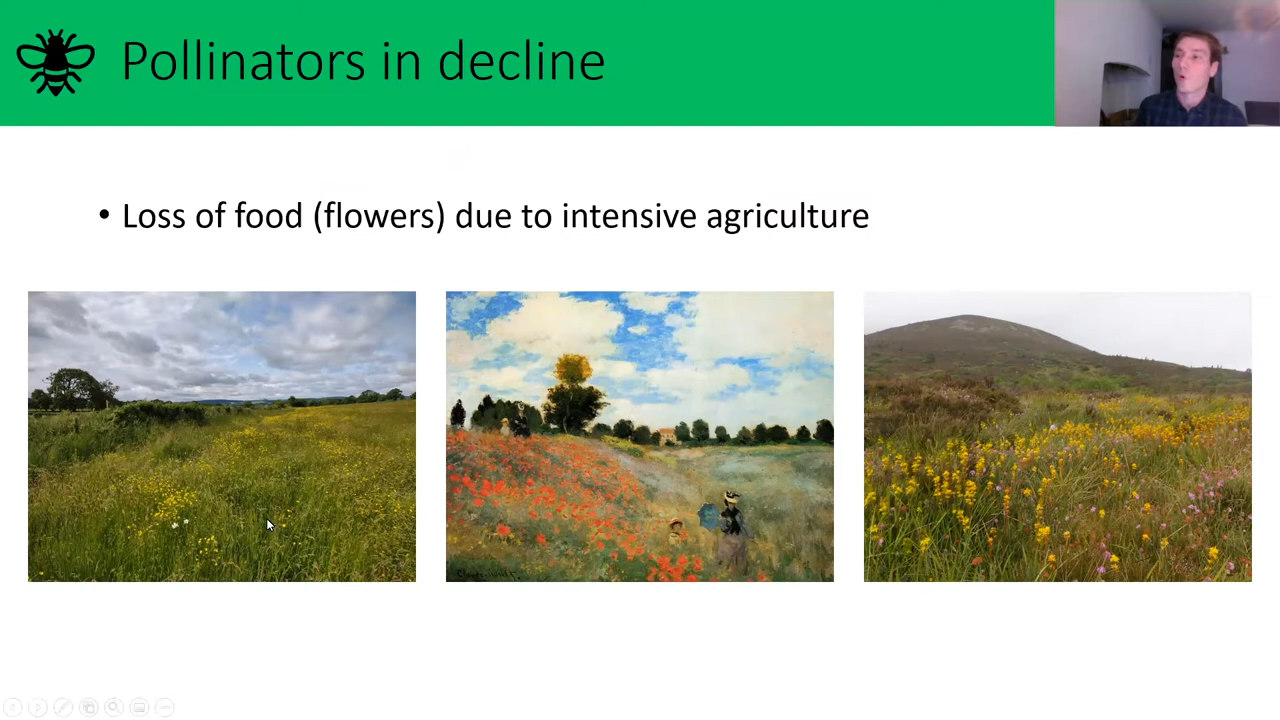 Pollinators in decline
• Loss of food (flowers) due to intensive agriculture